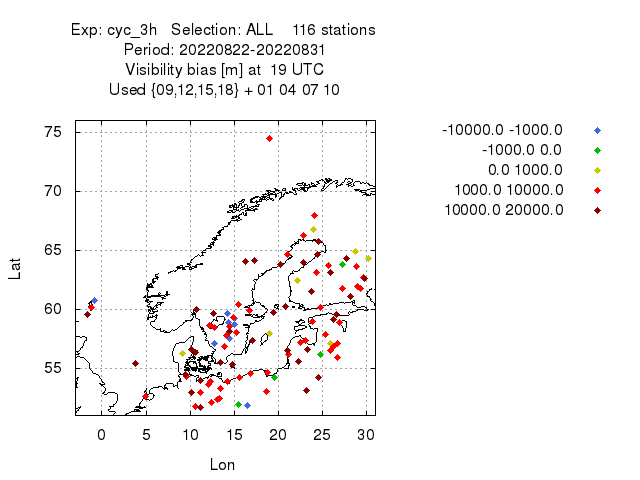 Exp: cyc_3h   Selection: ALL    116 stations
Period: 20220822-20220831
Visibility bias [m] at  19 UTC
Used {09,12,15,18} + 01 04 07 10
-10000.0 -1000.0
-1000.0 0.0
0.0 1000.0
1000.0 10000.0
10000.0 20000.0
75
70
65
60
55
Lat
0 5 10 15 20 25 30
Lon